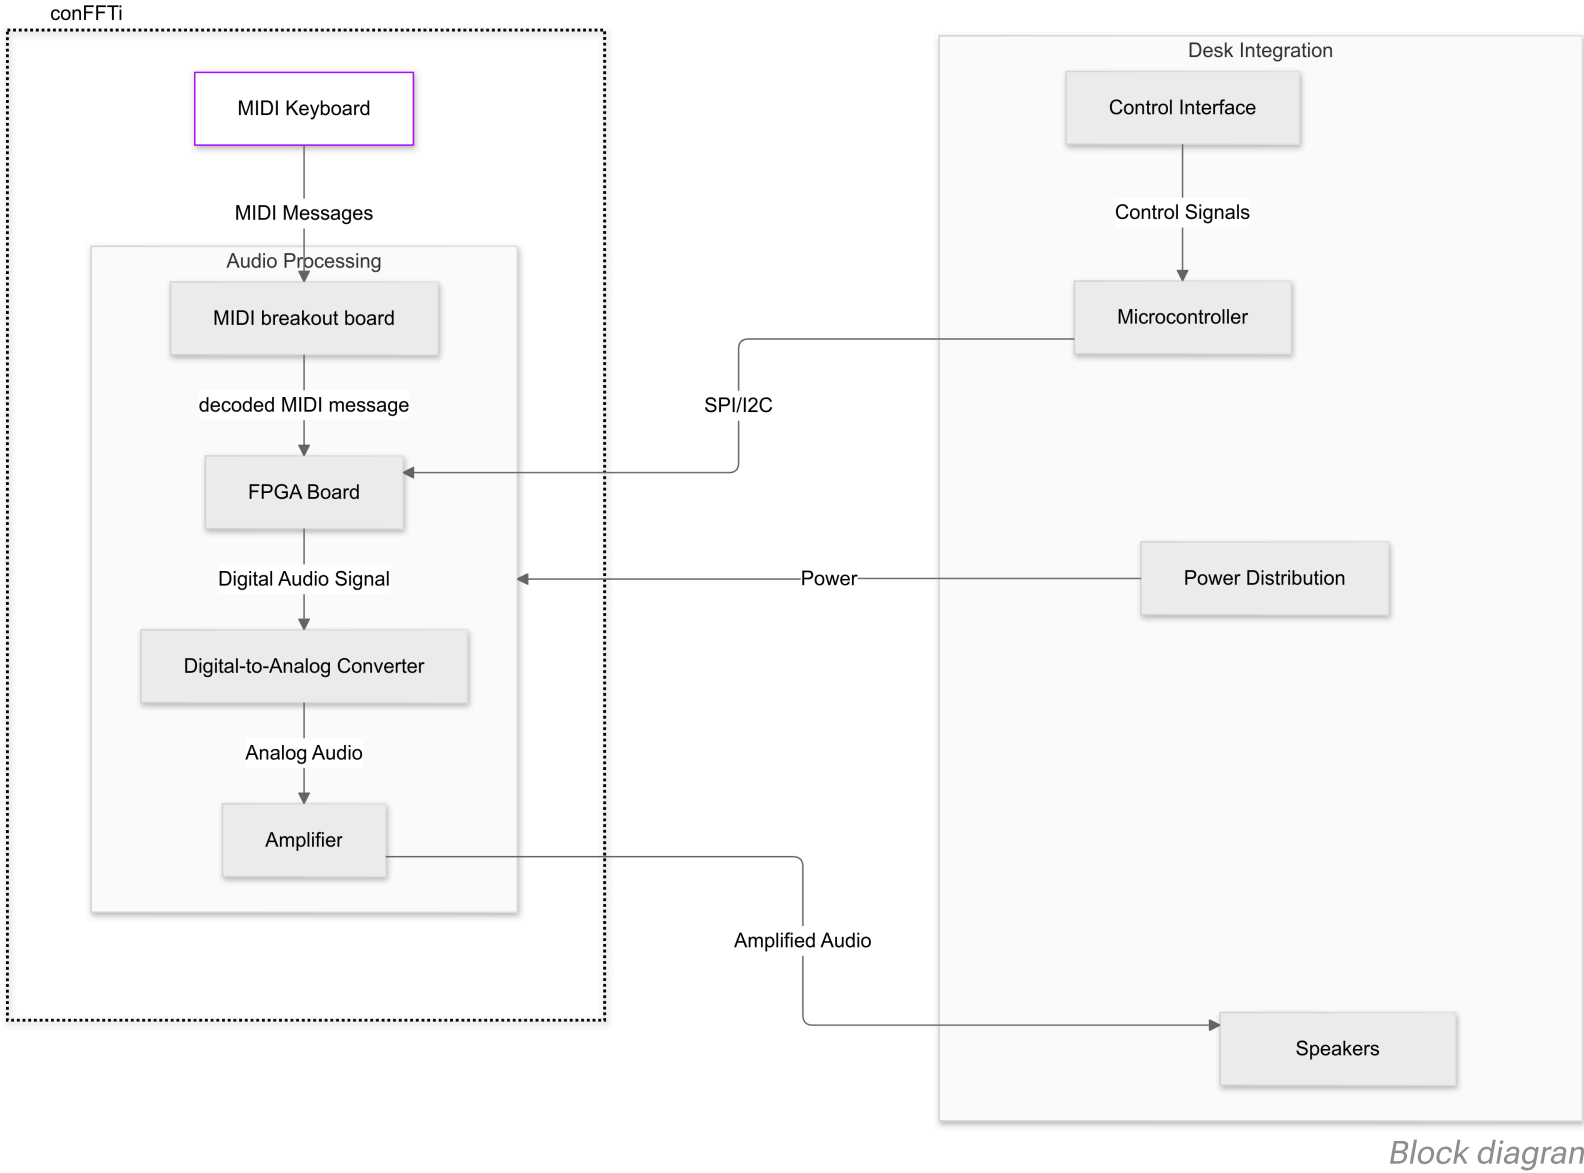 conFFTi
MIDI Keyboard
MIDI Messages
Audio Processing
MIDI breakout board
decoded MIDI message
FPGA Board
Digital Audio Signal
Digital-to-Analog Converter
Analog Audio
Amplifier
SPI/I2C
Power
Amplified Audio
Desk Integration
Control Interface
Control Signals
Microcontroller
Power Distribution
Speakers
Block diagran